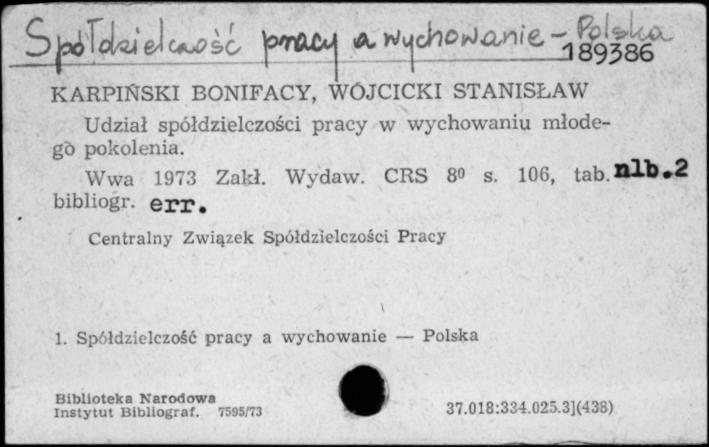 Spółdzielczość pracy a wychowanie - Polska
189386
KARPIŃSKI BONIFACY, WÓJCICKI STANISŁAW
Udział spółdzielczości pracy w wychowaniu młode-
go pokolenia.
Wwa 1973 Zakł. Wydaw. CRS 8⁰ s. 106, tab. nlb.2
bibliogr. err.
Centralny Związek Spółdzielczości Pracy
1. Spółdzielczość pracy a wychowanie — Polska
Biblioteka Narodowa
Instytut Bibliograf. 7595/73
37.018:334.025.3](438)